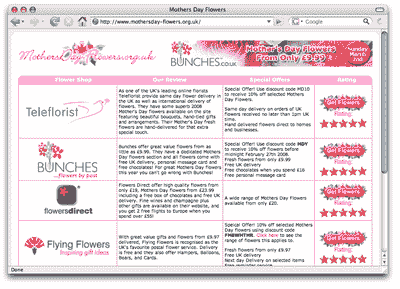 Mothers Day Flowers
http://www.mothersday-flowers.org.uk/
Google
MothersDayFlowers.org.uk
BUNCHES.co.uk
Mother's Day Flowers
From Only £9.99
Sunday
March
2nd
Flower Shop
Our Review
Special Offers
Rating
Teleflorist
As one of the UK's leading online florists
Teleflorist provide same day flower delivery in
the UK as well as international delivery of
flowers. They have some superb 2008
Mothers Day Flowers available on the site
featuring beautiful bouquets, hand-tied gifts
and arrangements. Their Mothers Day fresh
flowers are hand-delivered for that extra
special touch.
Special Offer! Use discount code MD10
to receive 10% off selected Mothers
Day Flowers.
Same day delivery on orders of UK
flowers received no later than 1pm UK
time.
Hand delivered flowers direct to homes
and businesses.
Get Flowers
Rating
BUNCHES
...flowers by post
Bunches offer great value flowers from as
little as £9.99. They have a dedicated Mothers
Day Flowers section and all flowers come with
free UK delivery, personal message card and
free chocolates! For great Mothers Day Flowers
this year you can't go wrong with Bunches!
Special Offer! Use discount code
to receive 10% off Mothers Day Flowers
before midnight February 27th 2008.
Fresh flowers from only £9.99
Free UK delivery
Free chocolates when you spend £18
Free personal message card
Get Flowers
Rating
flowersdirect
Flowers Direct offer high quality flowers from
only £18, Mothers Day flowers from £23.99
including a free box of chocolates and free UK
delivery. Fine wines and champagne plus
other gifts are available on their website, and
you get 2 free flights to Europe when you
spend over £35!
A wide range of Mothers Day Flowers
available from only £20.
Get Flowers
Rating
Flying Flowers
Inspiring gift ideas
With great value gifts and flowers from £9.97
delivered, Flying Flowers is recognised as the
UK's favourite postal flower service. Delivery
is free and they also offer Hampers, Balloons,
Bears, and Cards.
Special Offer! 10% off selected Mothers
Day flowers using discount code
Click here to see the
range of flowers this applies to.
Fresh Flowers from only £9.97
Free UK Delivery
Next day Delivery on selected items
Get Flowers
Rating
Done